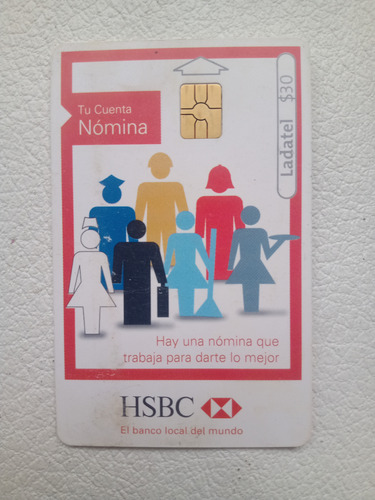 Tu Cuenta
Nómina
Ladatel $30
Hay una nómina que
trabaja para darte lo mejor
HSBC
El banco local del mundo